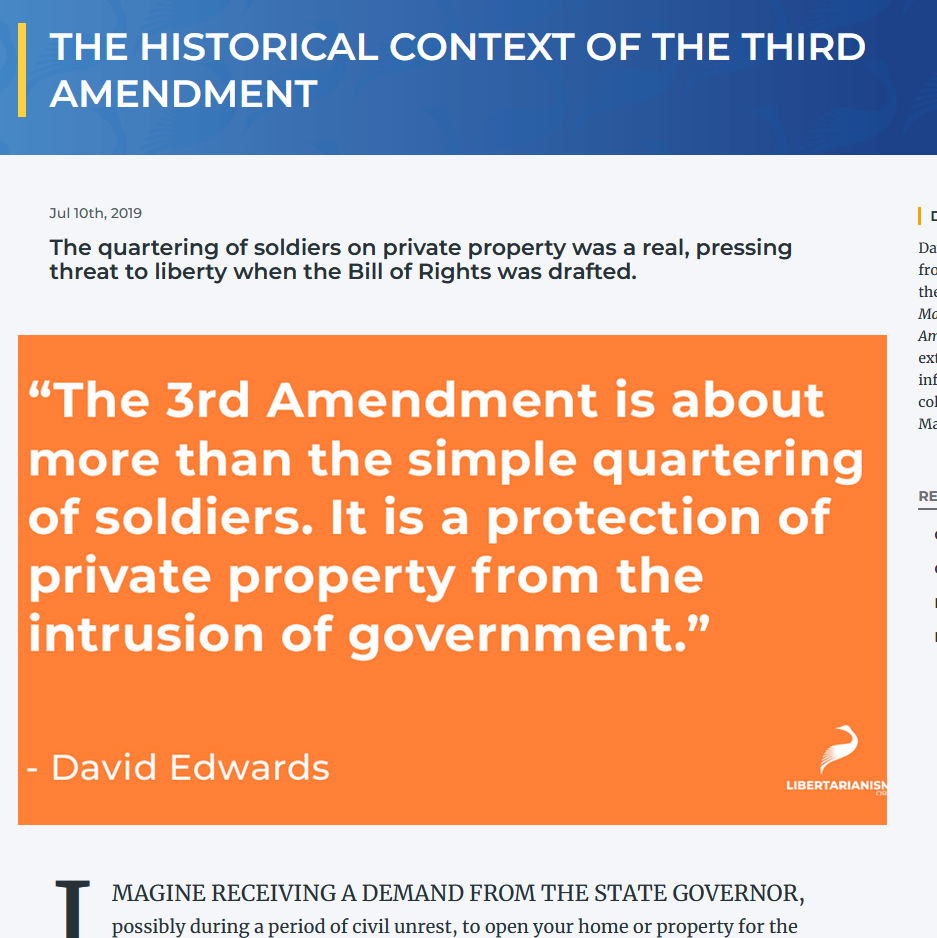 THE HISTORICAL CONTEXT OF THE THIRD
AMENDMENT
Jul 10th, 2019
The quartering of soldiers on private property was a real, pressing
threat to liberty when the Bill of Rights was drafted.
“The 3rd Amendment is about
more than the simple quartering
of soldiers. It is a protection of
private property from the
intrusion of government.”
- David Edwards
LIBERTARIANISM
IMAGINE RECEIVING A DEMAND FROM THE STATE GOVERNOR,
possibly during a period of civil unrest, to open your home or property for the